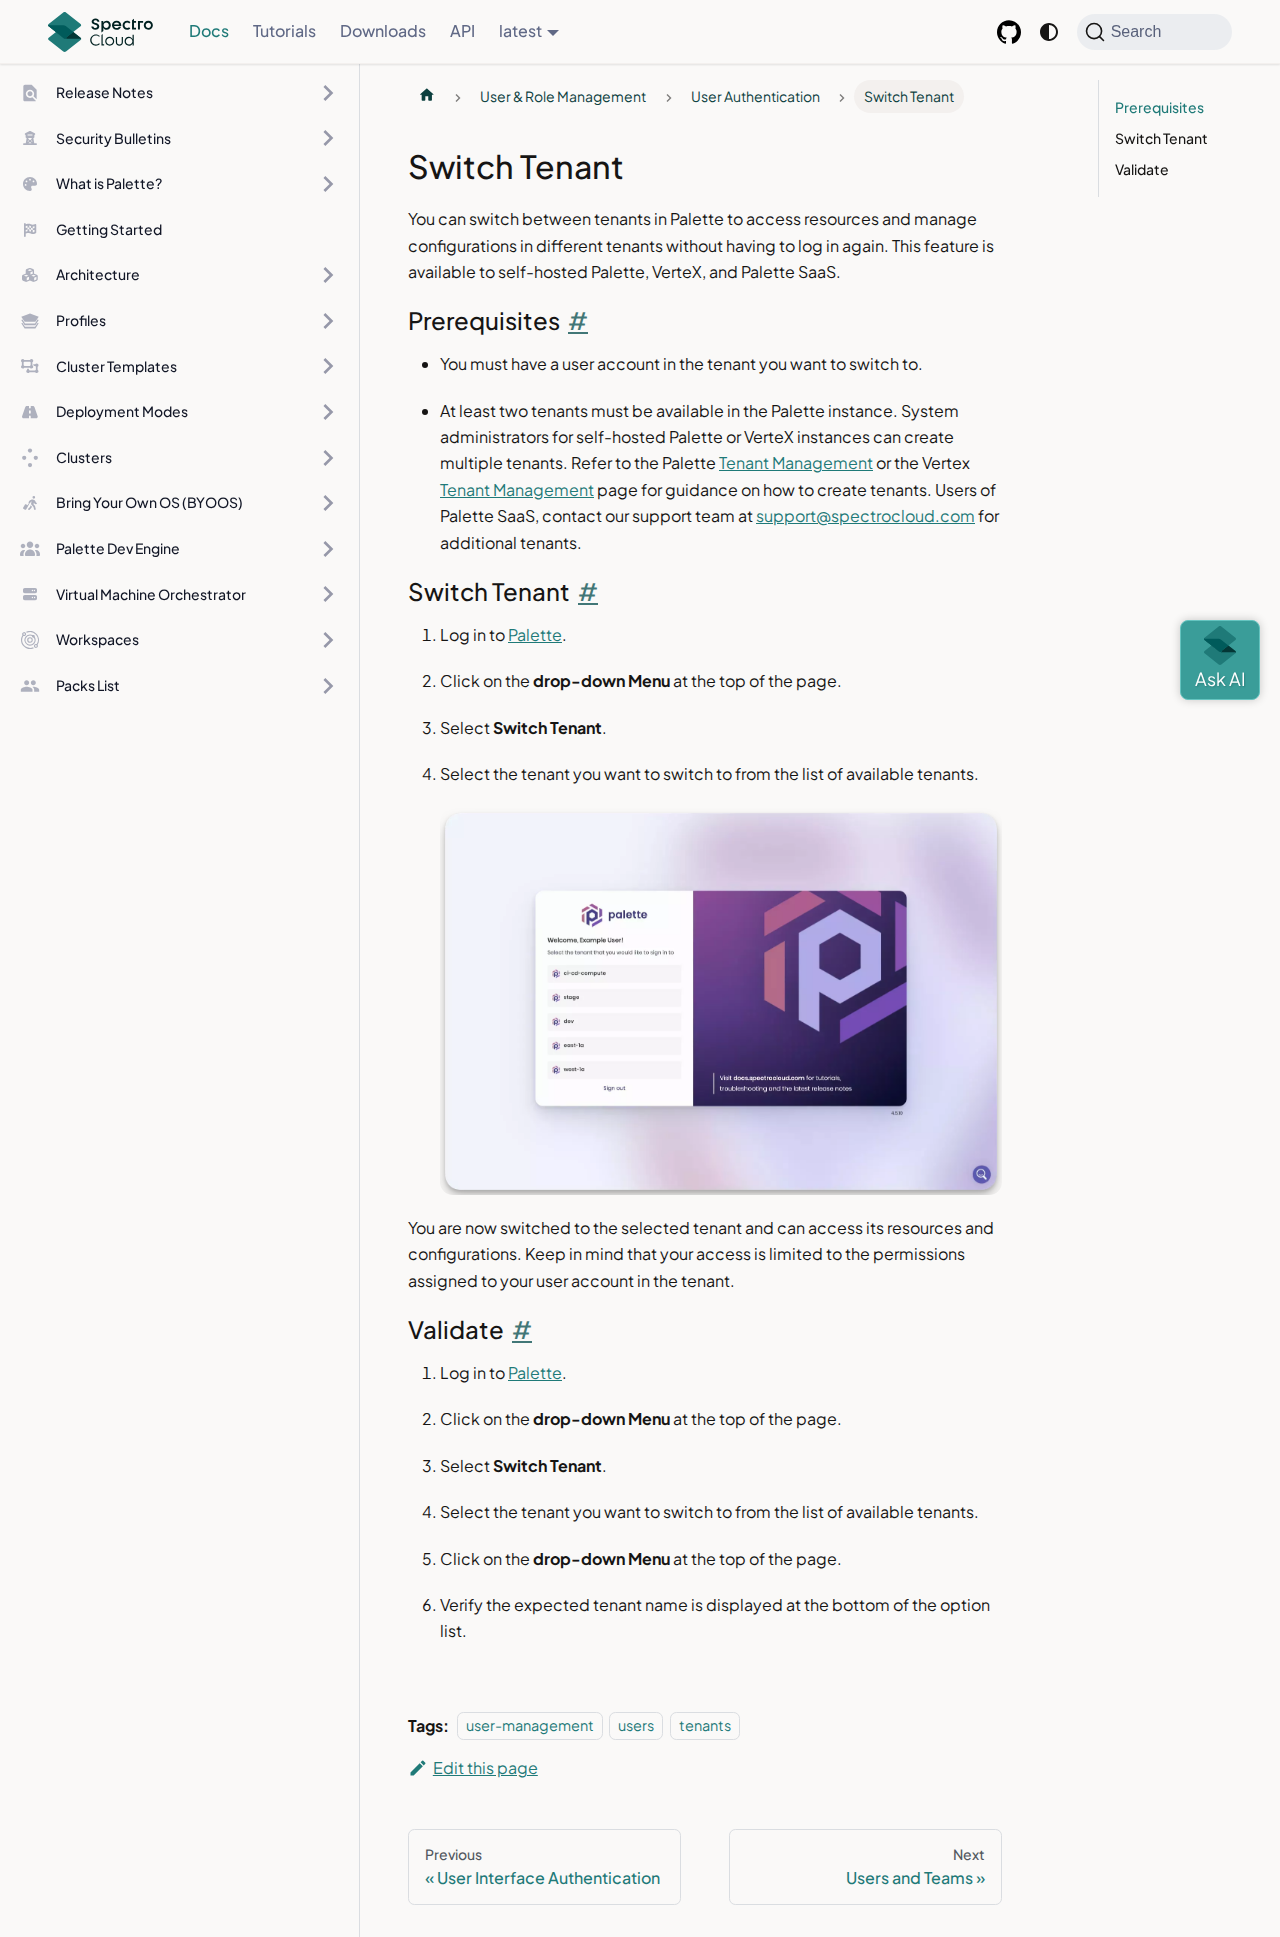 Spectro
Cloud
Docs
Tutorials
Downloads
API
latest
Search
Release Notes
Security Bulletins
What is Palette?
Getting Started
Architecture
Profiles
Cluster Templates
Deployment Modes
Clusters
Bring Your Own OS (BYOOS)
Palette Dev Engine
Virtual Machine Orchestrator
Workspaces
Packs List
User & Role Management
User Authentication
Switch Tenant
Switch Tenant
You can switch between tenants in Palette to access resources and manage
configurations in different tenants without having to log in again. This feature is
available to self-hosted Palette, VerteX, and Palette SaaS.
Prerequisites #
You must have a user account in the tenant you want to switch to.
At least two tenants must be available in the Palette instance. System
administrators for self-hosted Palette or VerteX instances can create
multiple tenants. Refer to the Palette Tenant Management or the Vertex
Tenant Management page for guidance on how to create tenants. Users of
Palette SaaS, contact our support team at support@spectrocloud.com for
additional tenants.
Switch Tenant #
1. Log in to Palette.
2. Click on the drop-down Menu at the top of the page.
3. Select Switch Tenant.
4. Select the tenant you want to switch to from the list of available tenants.
palette
Welcome, Example User!
Select the tenant that you would like to sign in to
ci-cd-compute
stage
dev
east-1a
west-1a
Sign out
Visit docs.spectrocloud.com for tutorials,
troubleshooting and the latest release notes
You are now switched to the selected tenant and can access its resources and
configurations. Keep in mind that your access is limited to the permissions
assigned to your user account in the tenant.
Validate #
1. Log in to Palette.
2. Click on the drop-down Menu at the top of the page.
3. Select Switch Tenant.
4. Select the tenant you want to switch to from the list of available tenants.
5. Click on the drop-down Menu at the top of the page.
6. Verify the expected tenant name is displayed at the bottom of the option
list.
Tags: user-management users tenants
Edit this page
Previous
« User Interface Authentication
Next
Users and Teams »
Prerequisites
Switch Tenant
Validate
Ask AI